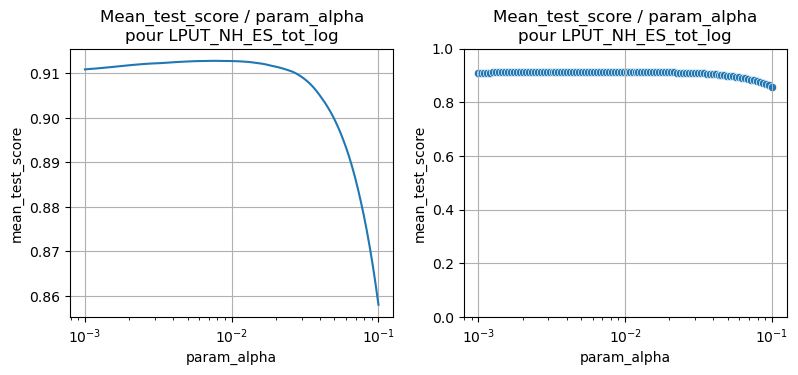 Mean_test_score / param_alpha
pour LPUT_NH_ES_tot_log
mean_test_score
0.91
0.90
0.89
0.88
0.87
0.86
10⁻³
10⁻²
10⁻¹
param_alpha
Mean_test_score / param_alpha
pour LPUT_NH_ES_tot_log
mean_test_score
1.0
0.8
0.6
0.4
0.2
0.0
10⁻³
10⁻²
10⁻¹
param_alpha